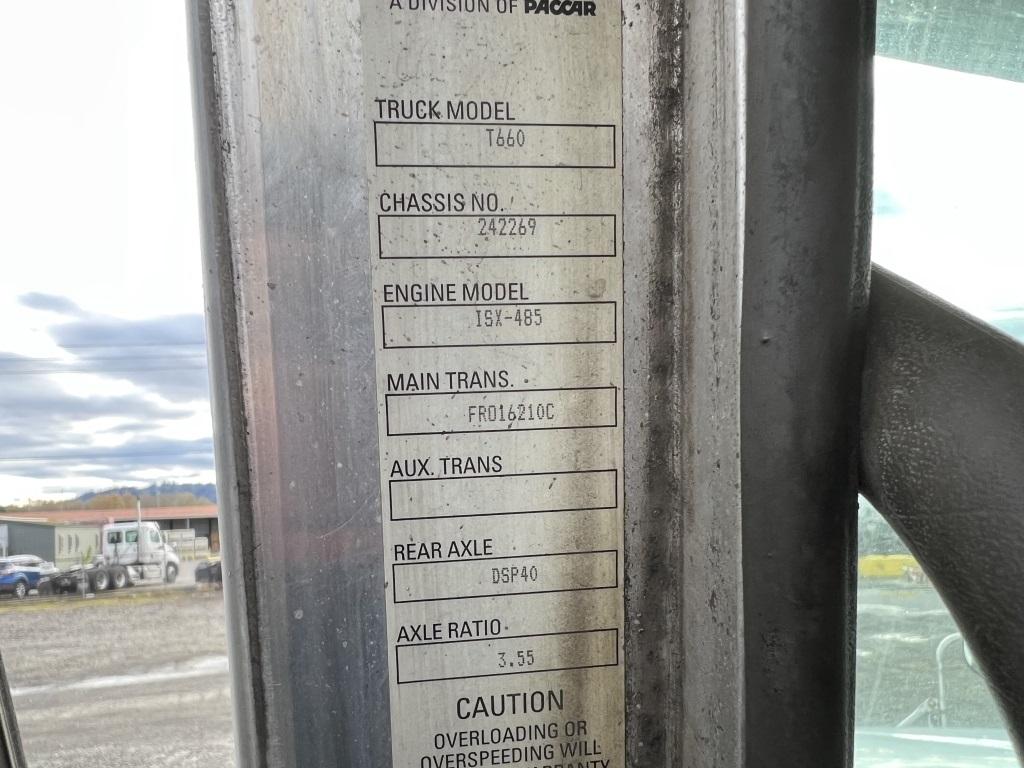 A DIVISION OF PACCAR
TRUCK MODEL
T660
CHASSIS NO.
242269
ENGINE MODEL
ISX-485
MAIN TRANS.
FRO16210C
AUX. TRANS
REAR AXLE
DSP40
AXLE RATIO
3.55
CAUTION
OVERLOADING OR
OVERSPEEDING WILL
WARRANTY